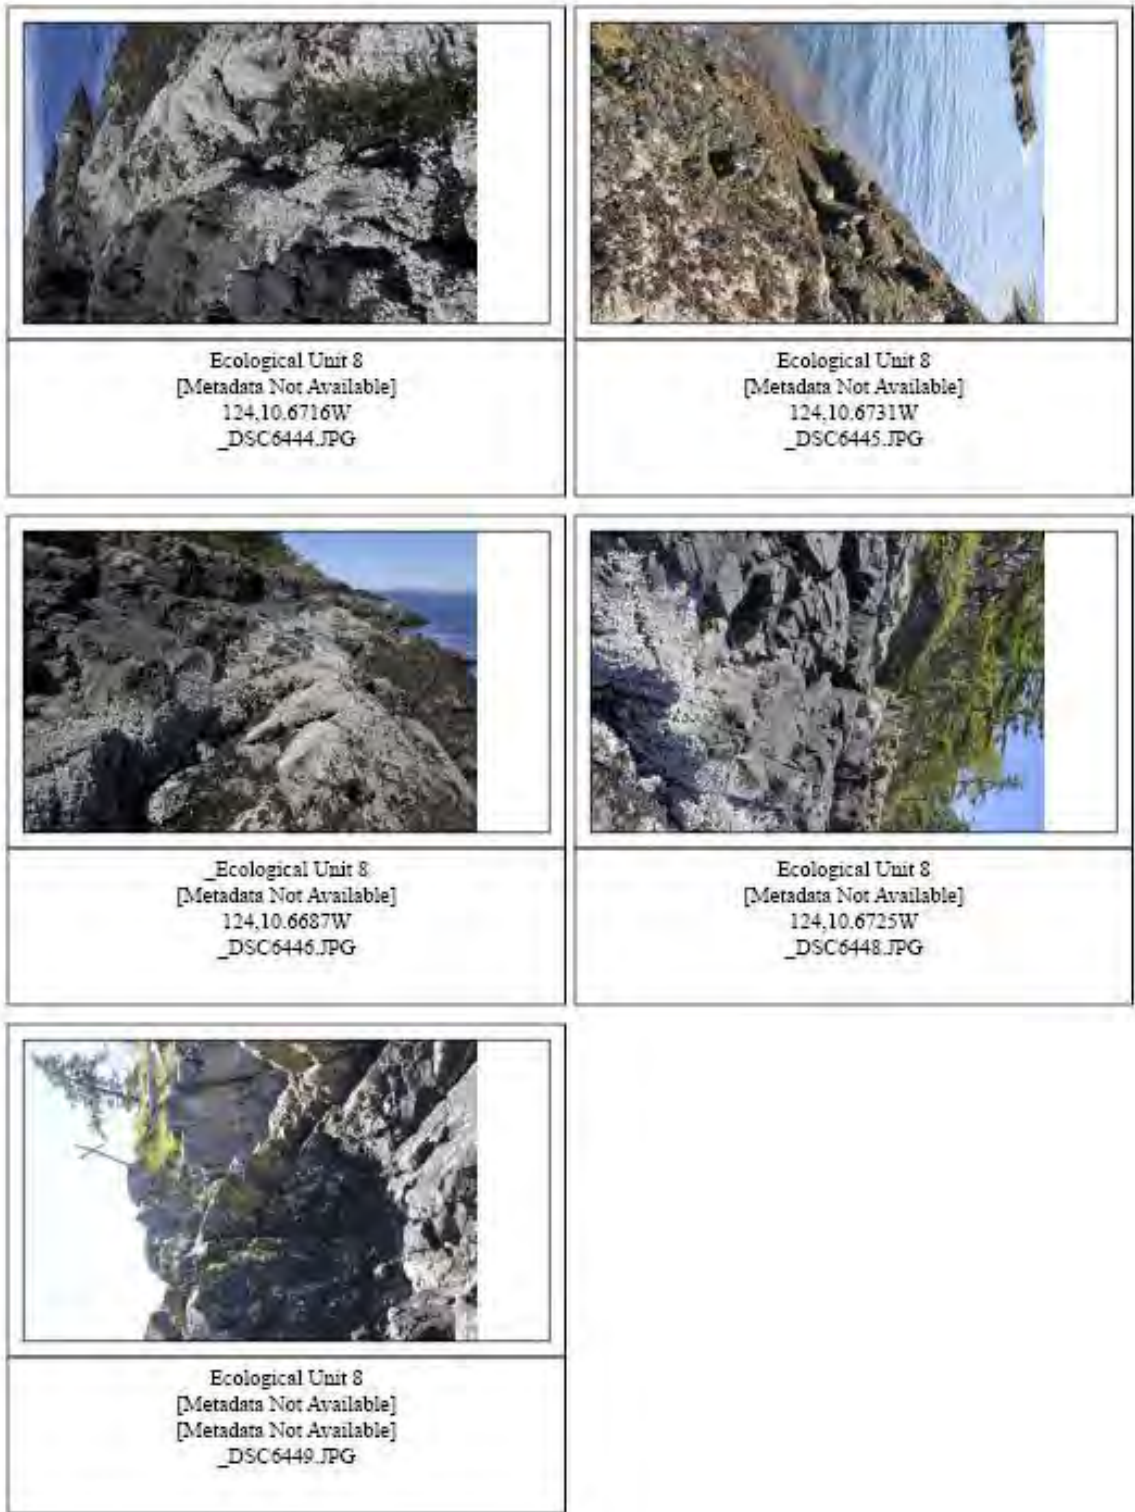 Ecological Unit 8
[Metadata Not Available]
124,10.6716W
_DSC6444.JPG
Ecological Unit 8
[Metadata Not Available]
124,10.6731W
_DSC6445.JPG
_Ecological Unit 8
[Metadata Not Available]
124,10.6687W
_DSC6446.JPG
Ecological Unit 8
[Metadata Not Available]
124,10.6725W
_DSC6448.JPG
Ecological Unit 8
[Metadata Not Available]
[Metadata Not Available]
_DSC6449.JPG